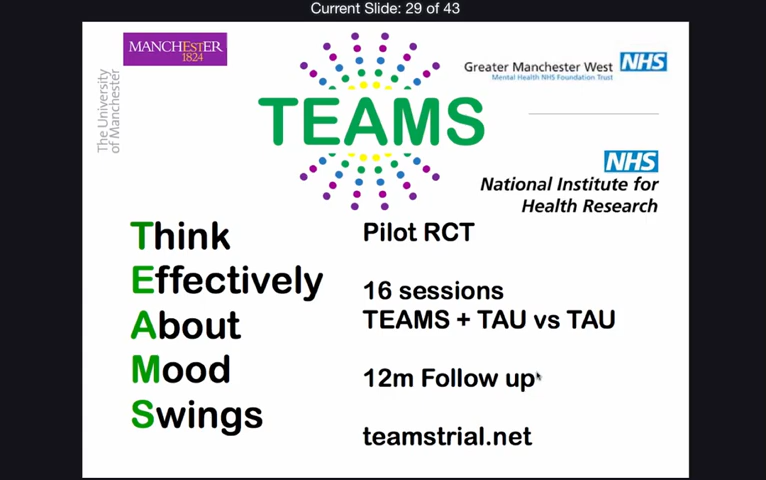 Current Slide: 29 of 43
MANCHESTER
1824
The University
of Manchester
TEAMS
Greater Manchester West NHS
Mental Health NHS Foundation Trust
NHS
National Institute for
Health Research
Think
Effectively
About
Mood
Swings
Pilot RCT
16 sessions
TEAMS + TAU vs TAU
12m Follow up
teamstrial.net